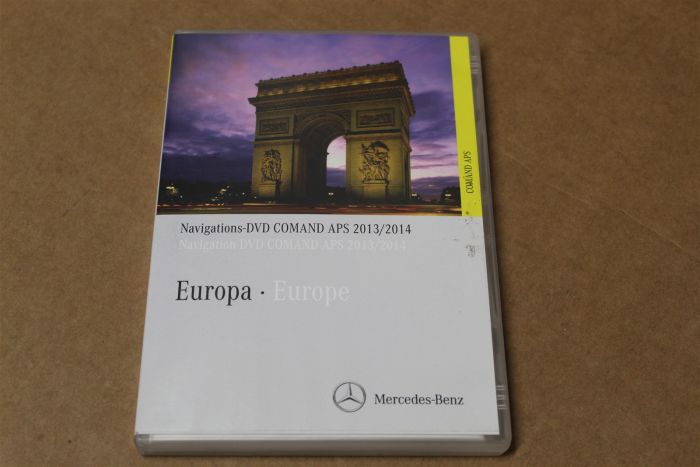 COMAND APS
Navigations-DVD COMAND APS 2013/2014
Navigation DVD COMAND APS 2013/2014
Europa · Europe
Mercedes-Benz